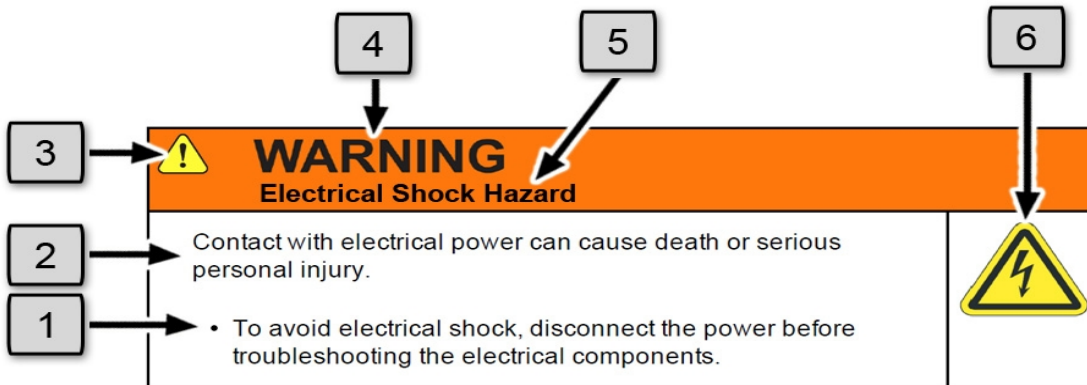 4 5 6
3
!
WARNING
Electrical Shock Hazard
2
Contact with electrical power can cause death or serious
personal injury.
1
• To avoid electrical shock, disconnect the power before
troubleshooting the electrical components.